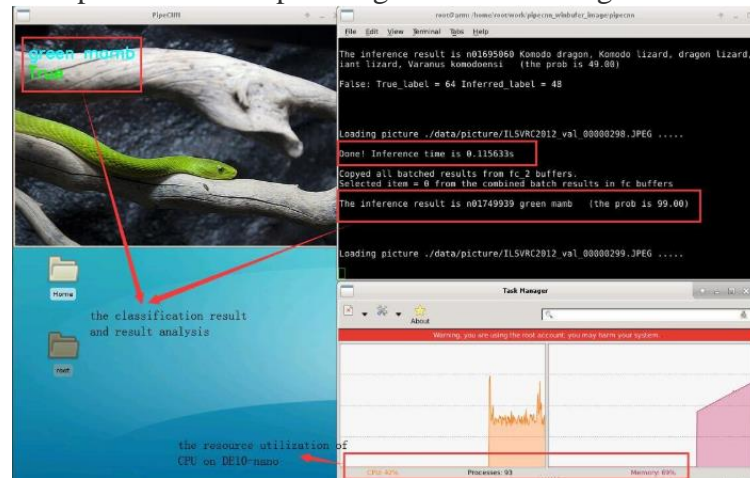 PipeCNN
green mamb
True
Home
root
the classification result
and result analysis
the resource utilization of
CPU on DE10-nano
root@arm: /home/root/work/pipecnn_winbufer_image/pipecnn
File Edit View Terminal Tabs Help
The inference result is n01695060 Komodo dragon, Komodo lizard, dragon lizard,
iant lizard, Varanus komodoensi (the prob is 49.00)
False: True_label = 64 Inferred_label = 48
Loading picture ./data/picture/ILSVRC2012_val_00000298.JPEG .....
Done! Inference time is 0.115633s
Copyed all batched results from fc_2 buffers.
Selected item = 0 from the combined batch results in fc buffers
The inference result is n01749939 green mamb (the prob is 99.00)
Loading picture ./data/picture/ILSVRC2012_val_00000299.JPEG .....
Task Manager
About
Warning, you are using the root account, you may harm your system.
CPU: 42% Processes: 93 Memory: 69%